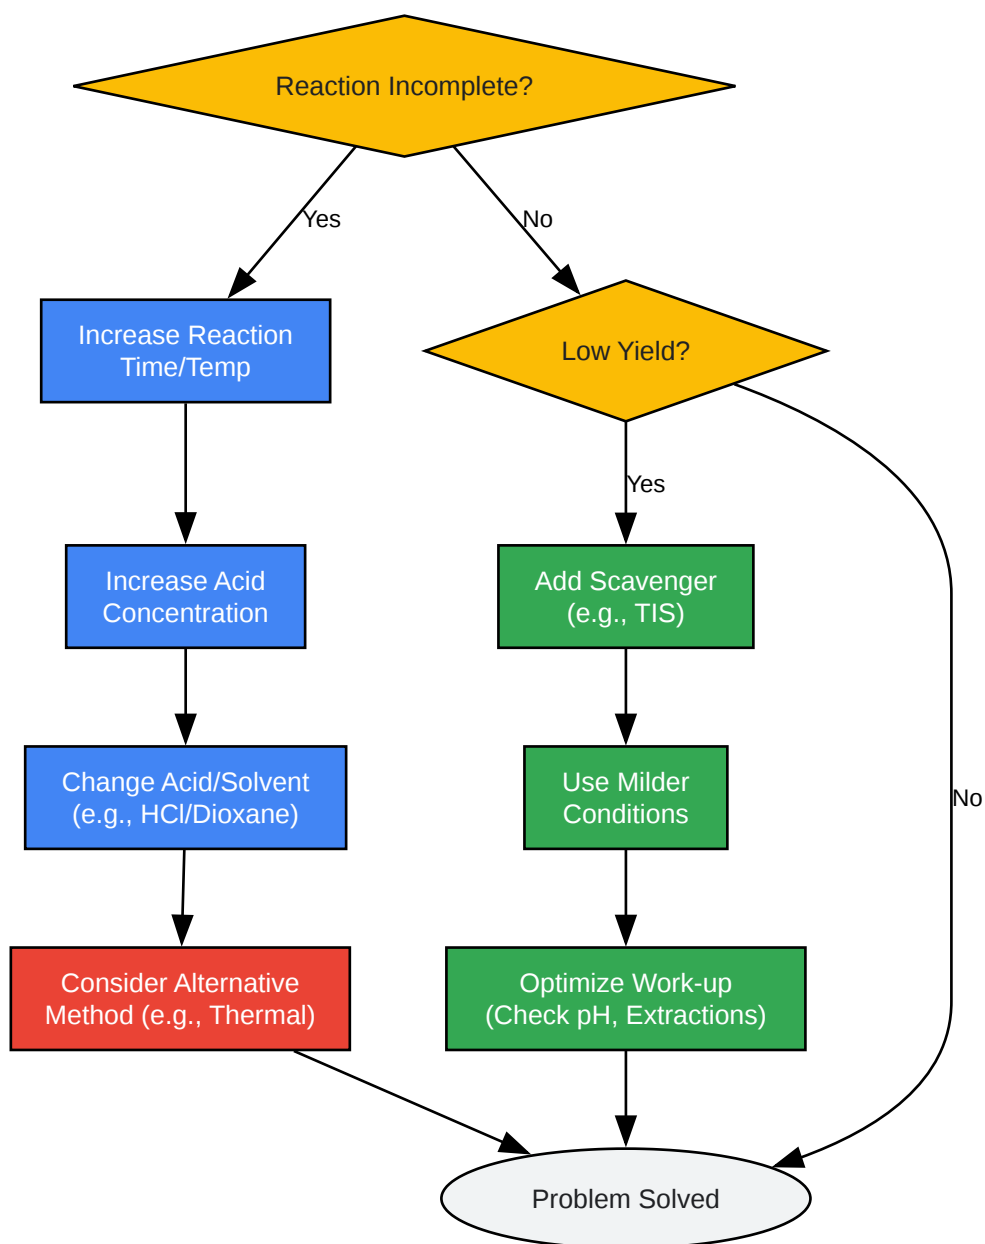 Reaction Incomplete?
Yes
No
Increase Reaction
Time/Temp
Low Yield?
Yes
Increase Acid
Concentration
Add Scavenger
(e.g., TIS)
Change Acid/Solvent
(e.g., HCl/Dioxane)
Use Milder
Conditions
No
Consider Alternative
Method (e.g., Thermal)
Optimize Work-up
(Check pH, Extractions)
Problem Solved